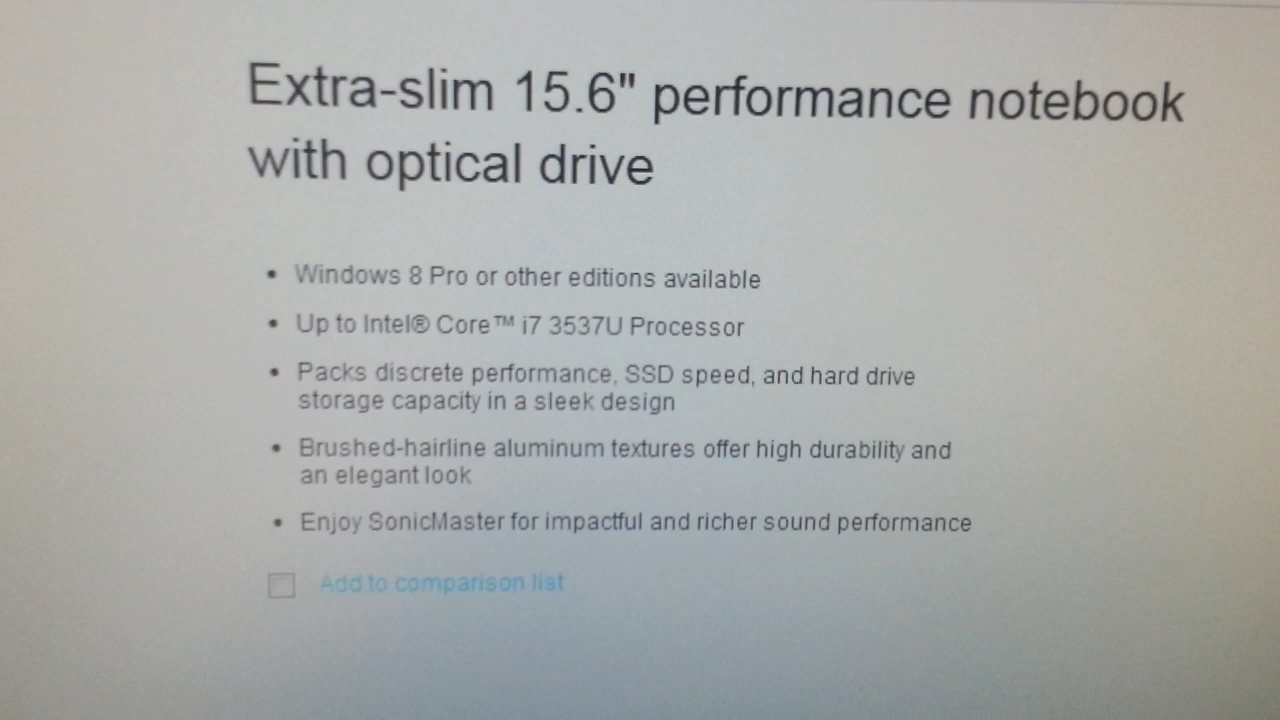 Extra-slim 15.6" performance notebook
with optical drive
• Windows 8 Pro or other editions available
• Up to Intel® Core™ i7 3537U Processor
• Packs discrete performance, SSD speed, and hard drive
storage capacity in a sleek design
• Brushed-hairline aluminum textures offer high durability and
an elegant look
• Enjoy SonicMaster for impactful and richer sound performance
Add to comparison list